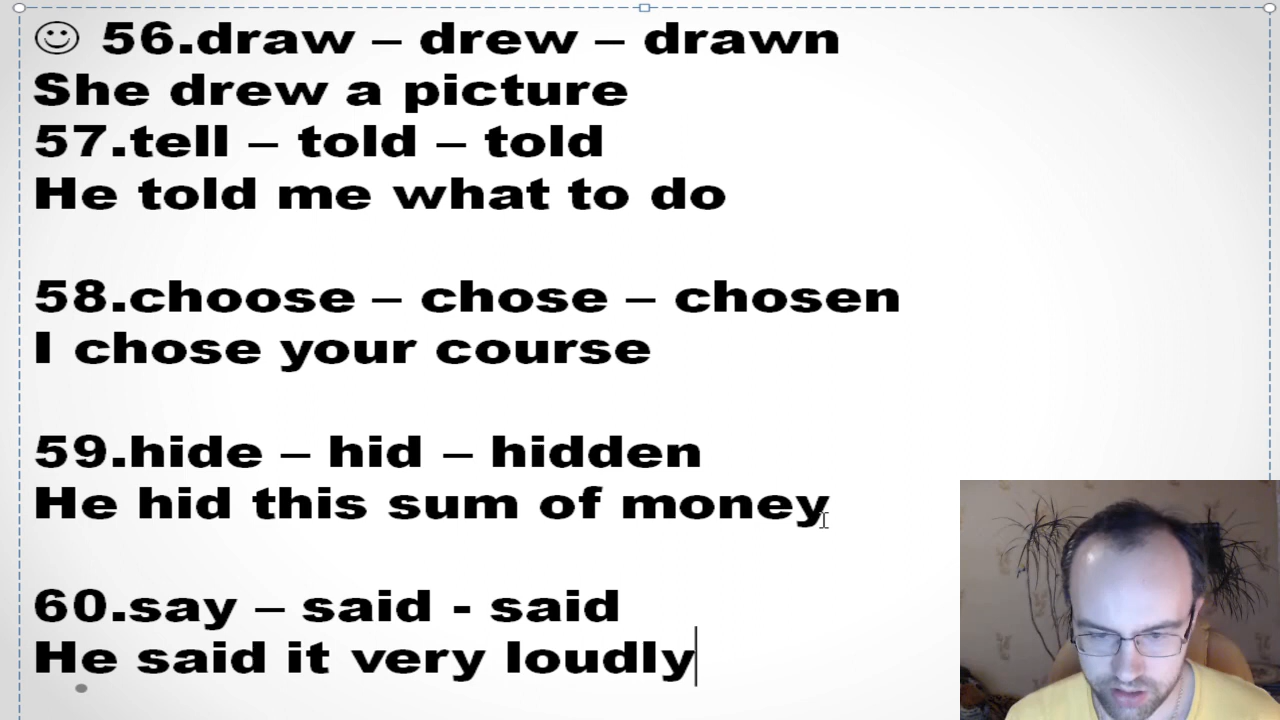 ☺ 56.draw – drew – drawn
She drew a picture
57.tell – told – told
He told me what to do
58.choose – chose – chosen
I chose your course
59.hide – hid – hidden
He hid this sum of money
60.say – said - said
He said it very loudly